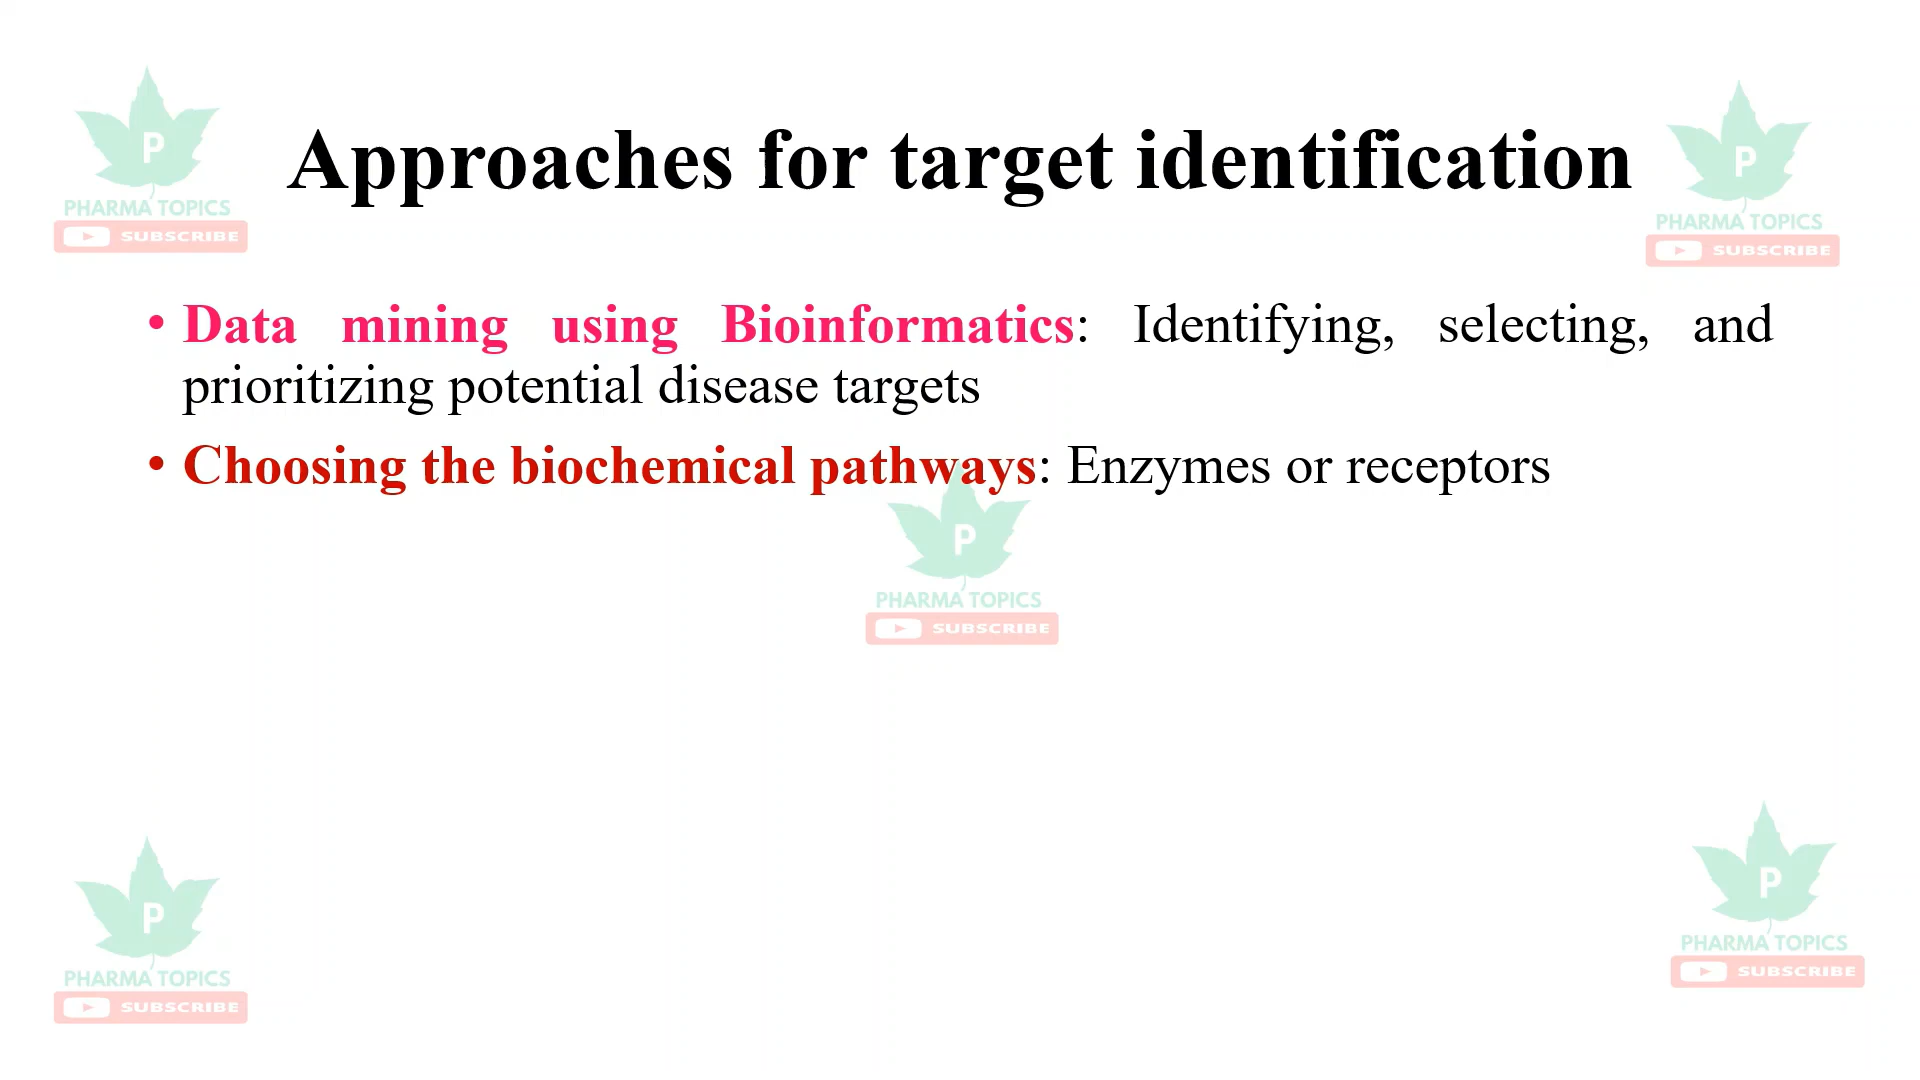 P
PHARMA TOPICS
SUBSCRIBE
Approaches for target identification
P
PHARMA TOPICS
SUBSCRIBE
• Data mining using Bioinformatics: Identifying, selecting, and
prioritizing potential disease targets
• Choosing the biochemical pathways: Enzymes or receptors
P
PHARMA TOPICS
SUBSCRIBE
P
PHARMA TOPICS
SUBSCRIBE
P
PHARMA TOPICS
SUBSCRIBE